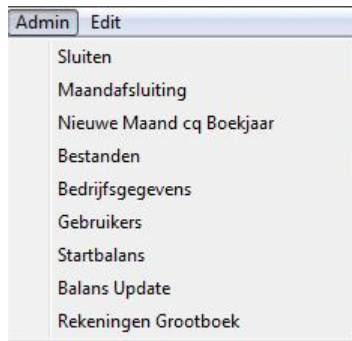 Admin Edit
Sluiten
Maandafsluiting
Nieuwe Maand cq Boekjaar
Bestanden
Bedrijfsgegevens
Gebruikers
Startbalans
Balans Update
Rekeningen Grootboek